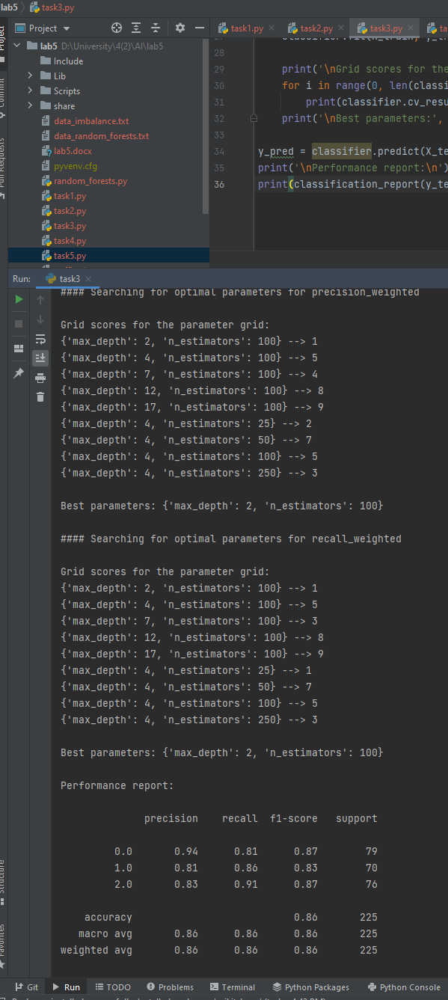 lab5 task3.py
Project
task1.py
task2.py
task3.py
lab5 D:\University\4(2)\AI\lab5
Include
Lib
Scripts
share
data_imbalance.txt
data_random_forests.txt
lab5.docx
pyvenv.cfg
random_forests.py
task1.py
task2.py
task3.py
task4.py
task5.py
28
29 print('\nGrid scores for the
30 for i in range(0, len(classi
31 print(classifier.cv_resu
32 print('\nBest parameters:',
33
34 y_pred = classifier.predict(X_te
35 print('\nPerformance report:\n')
36 print(classification_report(y_te
Run: task3
#### Searching for optimal parameters for precision_weighted
Grid scores for the parameter grid:
{'max_depth': 2, 'n_estimators': 100} --> 1
{'max_depth': 4, 'n_estimators': 100} --> 5
{'max_depth': 7, 'n_estimators': 100} --> 4
{'max_depth': 12, 'n_estimators': 100} --> 8
{'max_depth': 17, 'n_estimators': 100} --> 9
{'max_depth': 4, 'n_estimators': 25} --> 2
{'max_depth': 4, 'n_estimators': 50} --> 7
{'max_depth': 4, 'n_estimators': 100} --> 5
{'max_depth': 4, 'n_estimators': 250} --> 3
Best parameters: {'max_depth': 2, 'n_estimators': 100}
#### Searching for optimal parameters for recall_weighted
Grid scores for the parameter grid:
{'max_depth': 2, 'n_estimators': 100} --> 1
{'max_depth': 4, 'n_estimators': 100} --> 5
{'max_depth': 7, 'n_estimators': 100} --> 3
{'max_depth': 12, 'n_estimators': 100} --> 8
{'max_depth': 17, 'n_estimators': 100} --> 9
{'max_depth': 4, 'n_estimators': 25} --> 1
{'max_depth': 4, 'n_estimators': 50} --> 7
{'max_depth': 4, 'n_estimators': 100} --> 5
{'max_depth': 4, 'n_estimators': 250} --> 3
Best parameters: {'max_depth': 2, 'n_estimators': 100}
Performance report:
precision recall f1-score support
0.0 0.94 0.81 0.87 79
1.0 0.81 0.86 0.83 70
2.0 0.83 0.91 0.87 76
accuracy 0.86 225
macro avg 0.86 0.86 0.86 225
weighted avg 0.86 0.86 0.86 225
Project
Commit
Pull Requests
Structure
Favorites
Git Run TODO Problems Terminal Python Packages Python Console